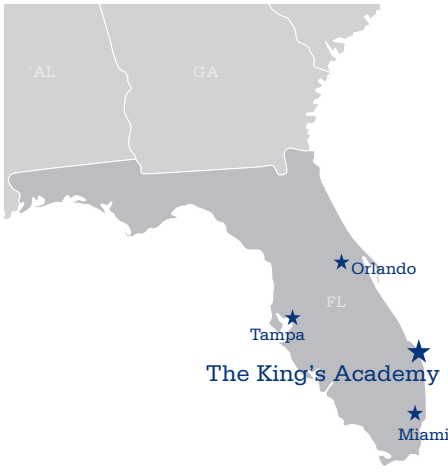 AL
GA
Orlando
FL
Tampa
The King's Academy
Miami